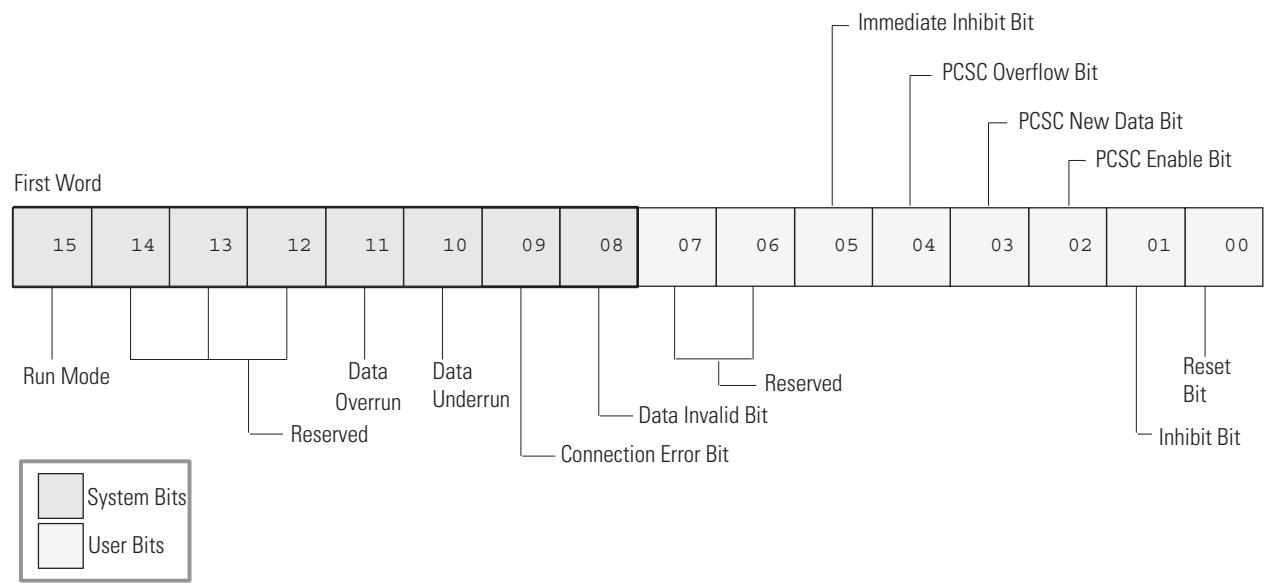 Immediate Inhibit Bit
PCSC Overflow Bit
PCSC New Data Bit
PCSC Enable Bit
First Word
15 14 13 12 11 10 09 08 07 06 05 04 03 02 01 00
Run Mode
Reserved
Data
Overrun
Data
Underrun
Connection Error Bit
Data Invalid Bit
Reserved
Inhibit Bit
Reset
Bit
System Bits
User Bits